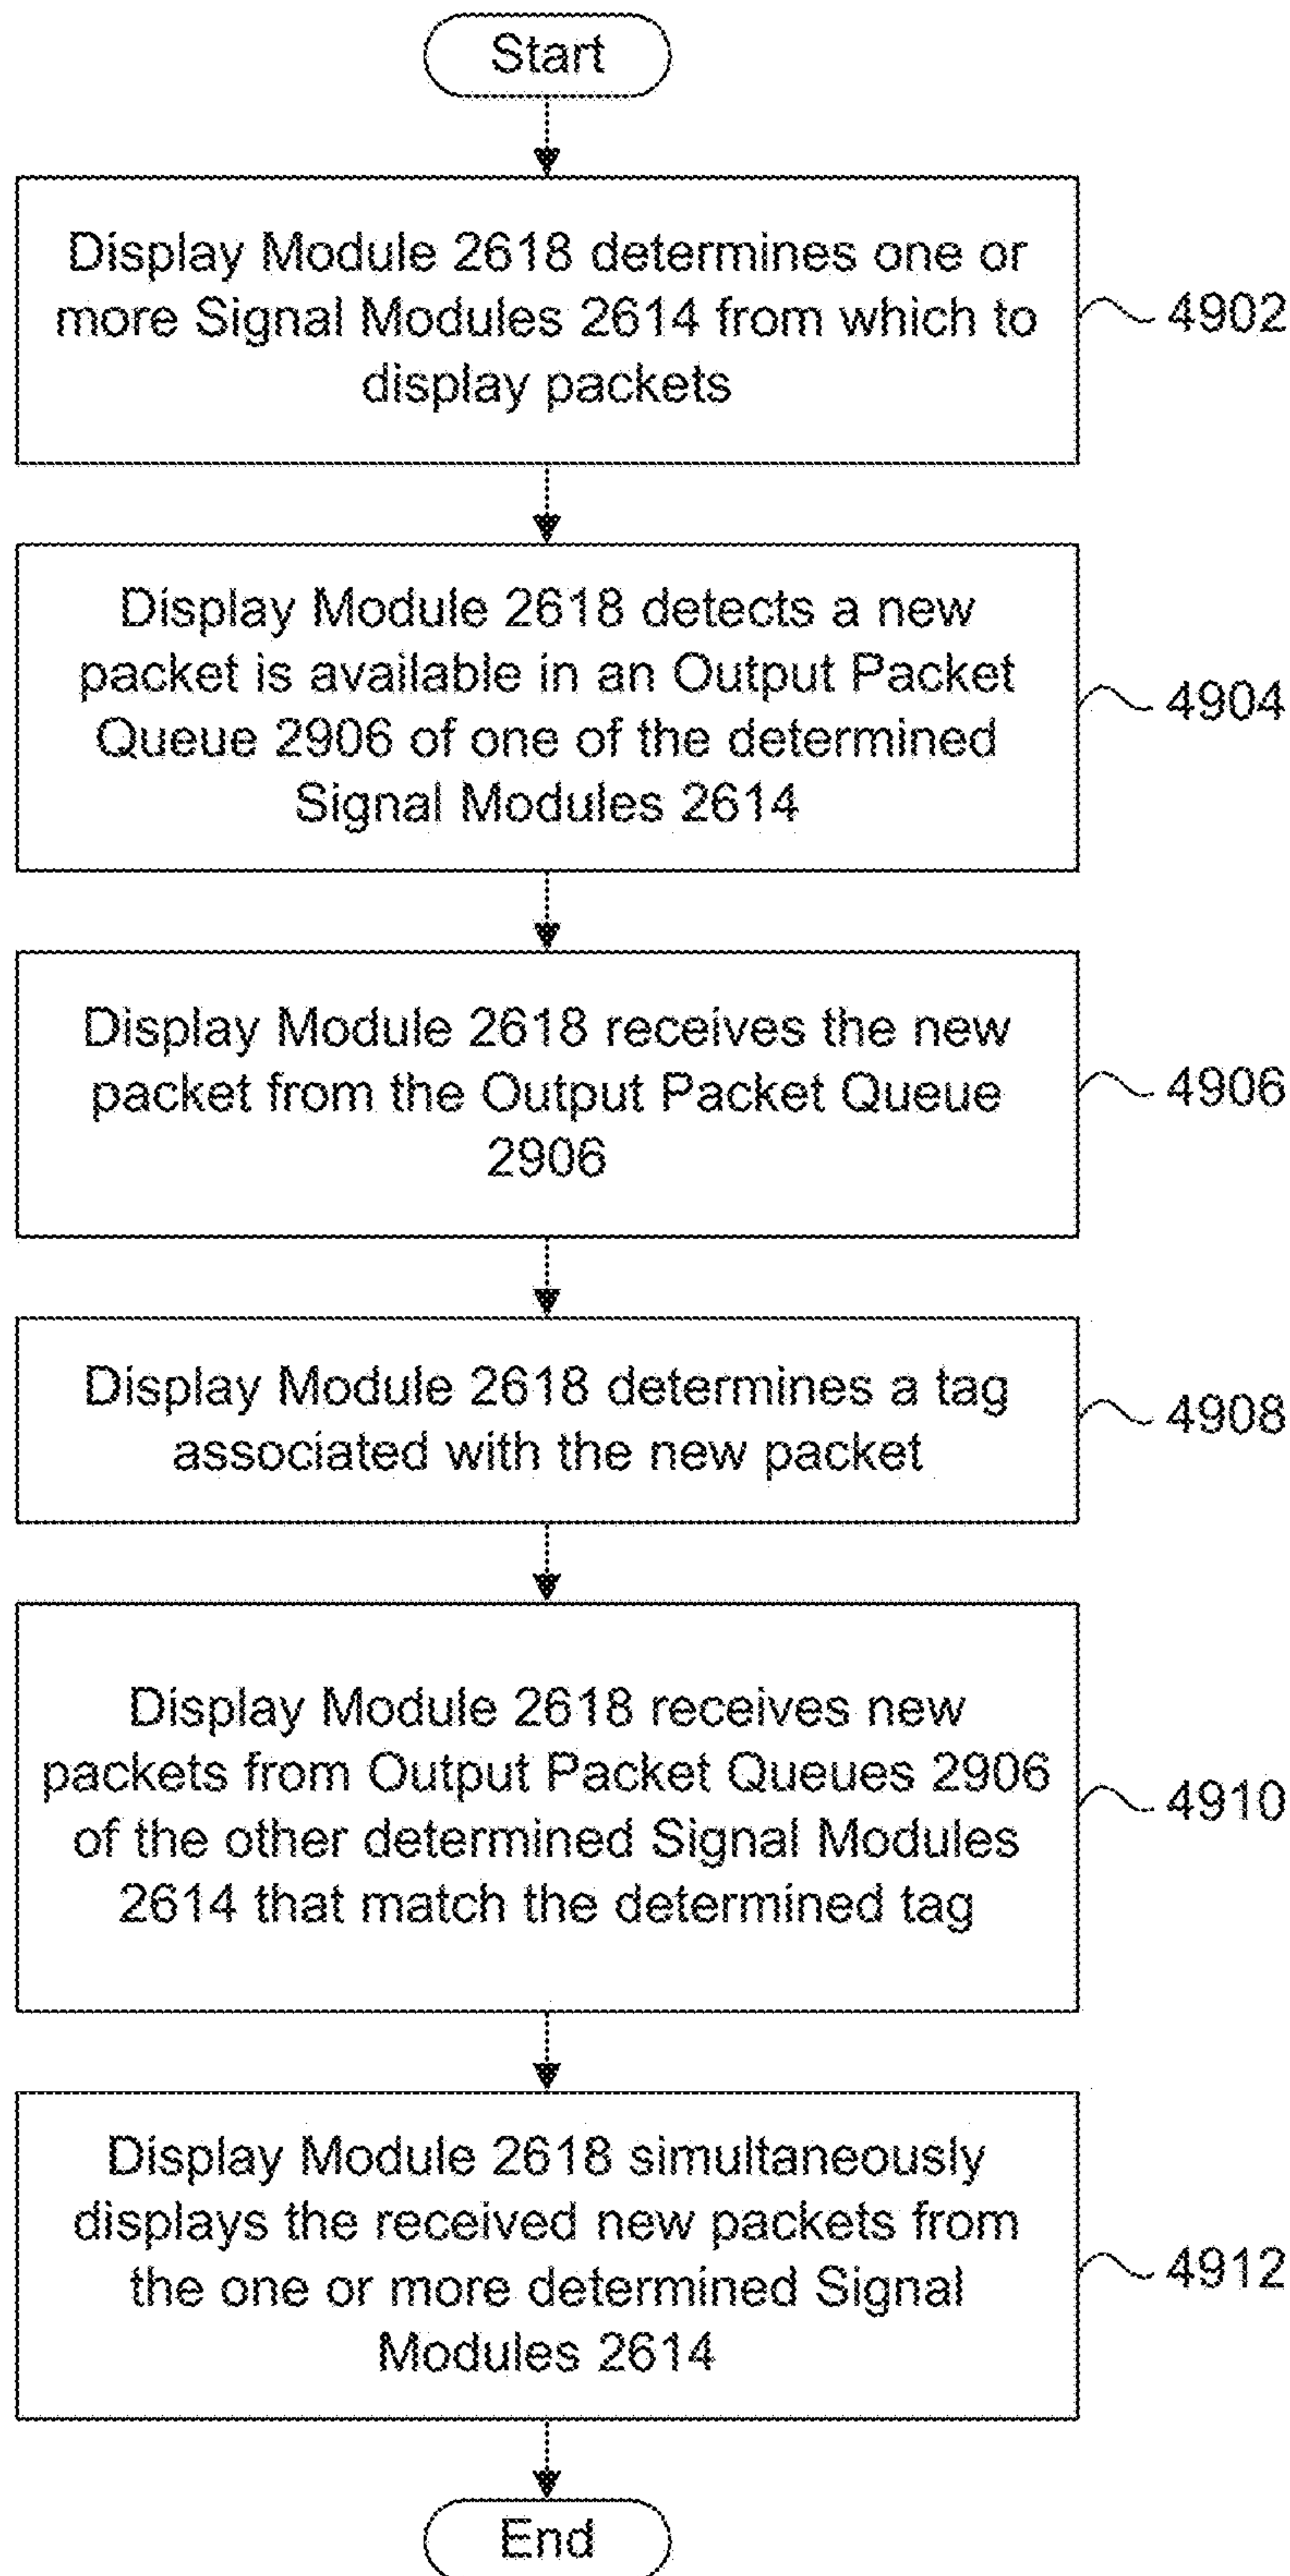 Start
Display Module 2618 determines one or
more Signal Modules 2614 from which to
display packets
4902
Display Module 2618 detects a new
packet is available in an Output Packet
Queue 2906 of one of the determined
Signal Modules 2614
4904
Display Module 2618 receives the new
packet from the Output Packet Queue
2906
4906
Display Module 2618 determines a tag
associated with the new packet
4908
Display Module 2618 receives new
packets from Output Packet Queues 2906
of the other determined Signal Modules
2614 that match the determined tag
4910
Display Module 2618 simultaneously
displays the received new packets from
the one or more determined Signal
Modules 2614
4912
End